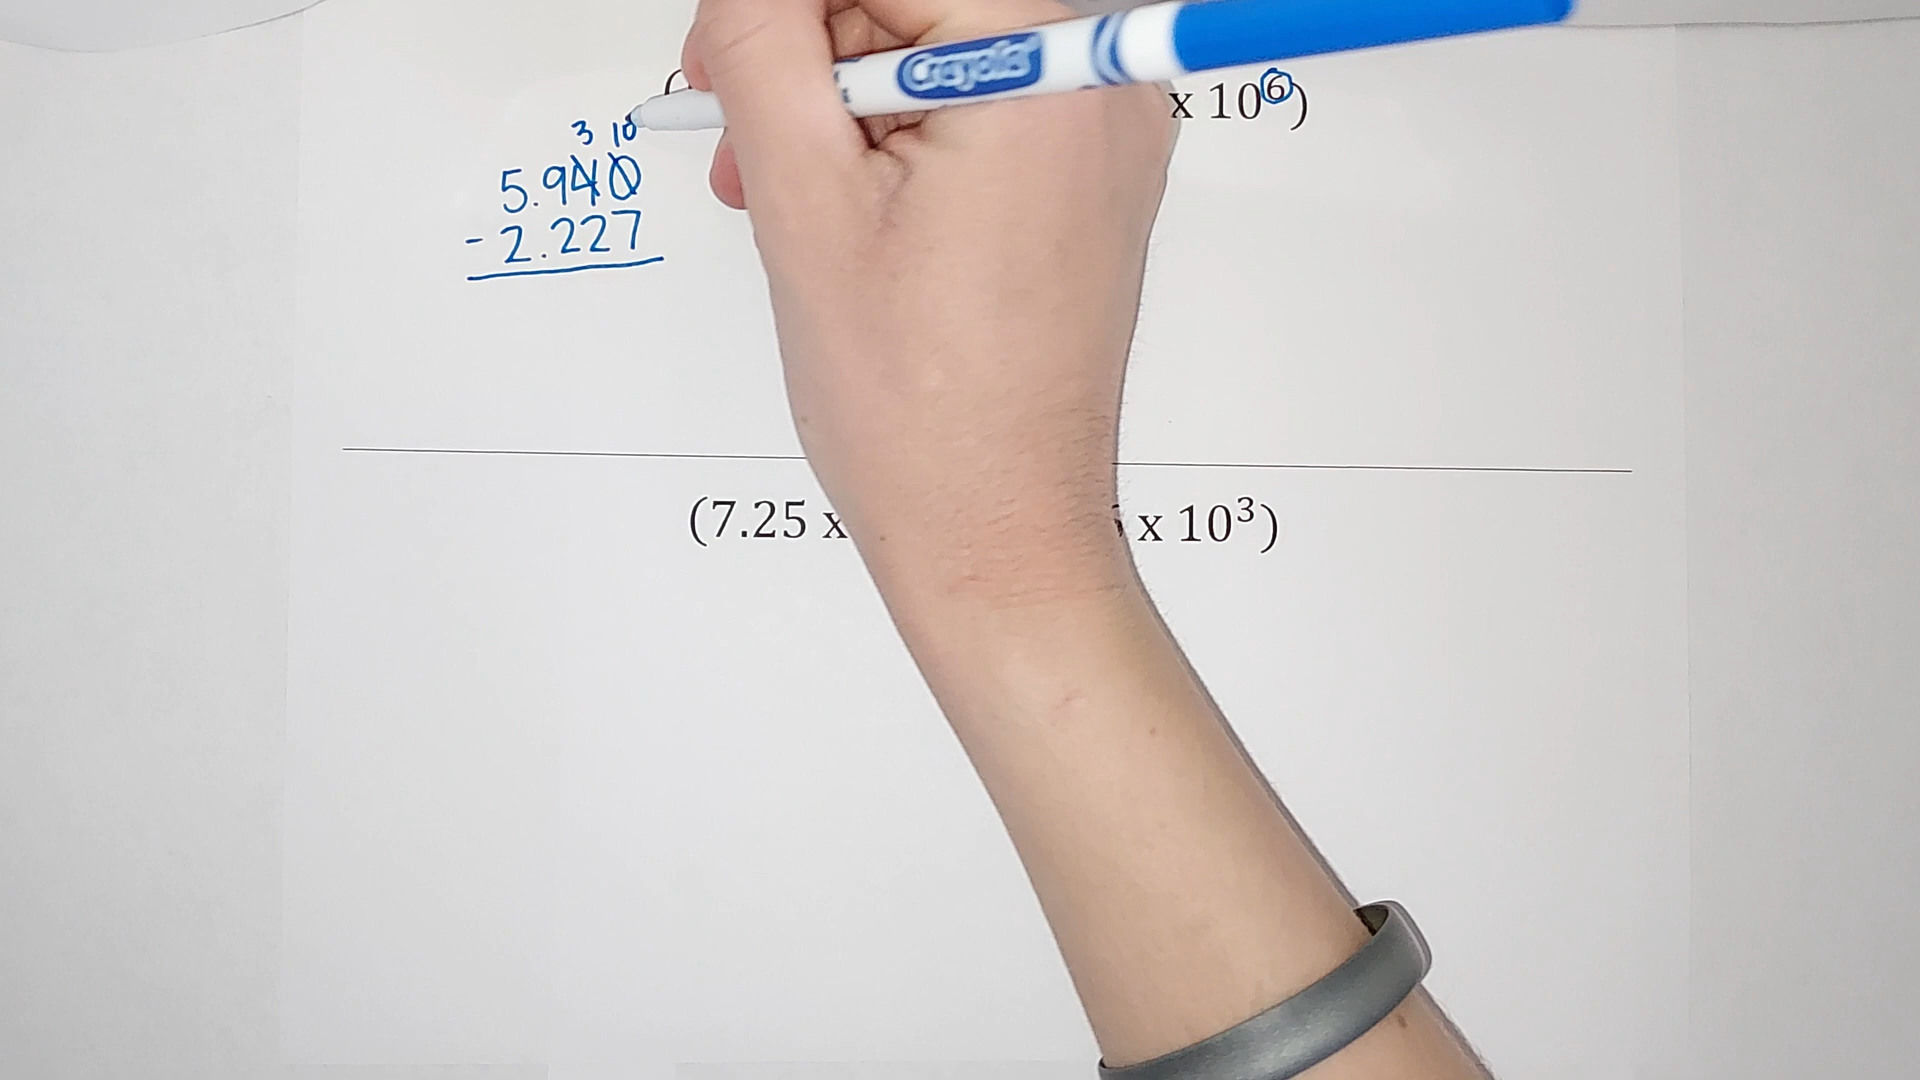 Crayola
( x 10⁶)
3 10
5.940
- 2.227
(7.25 x x 10³)